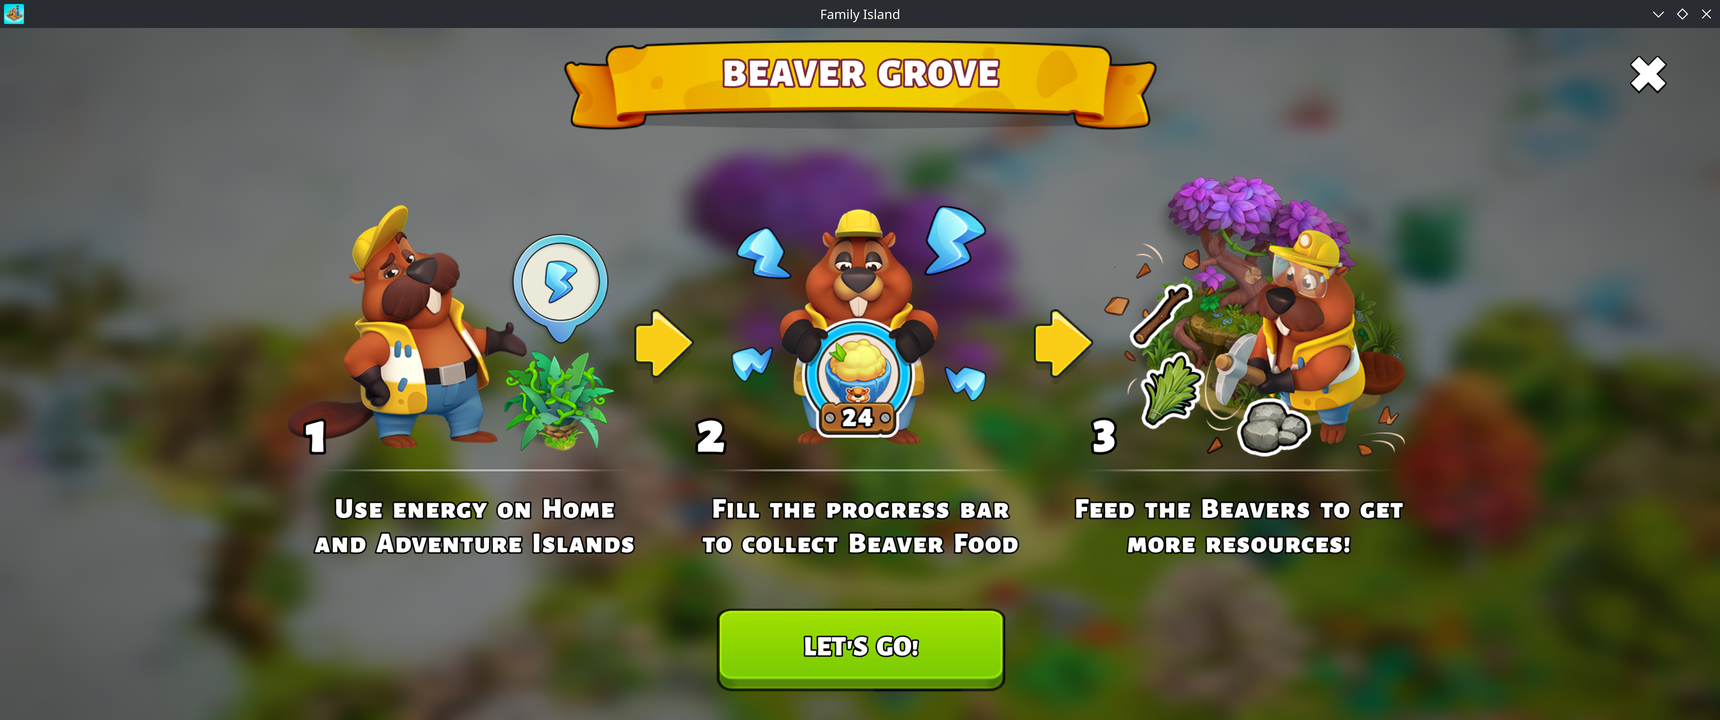 Family Island
BEAVER GROVE
1
24
2
3
USE ENERGY ON HOME
AND ADVENTURE ISLANDS
FILL THE PROGRESS BAR
TO COLLECT BEAVER FOOD
FEED THE BEAVERS TO GET
MORE RESOURCES!
LET'S GO!